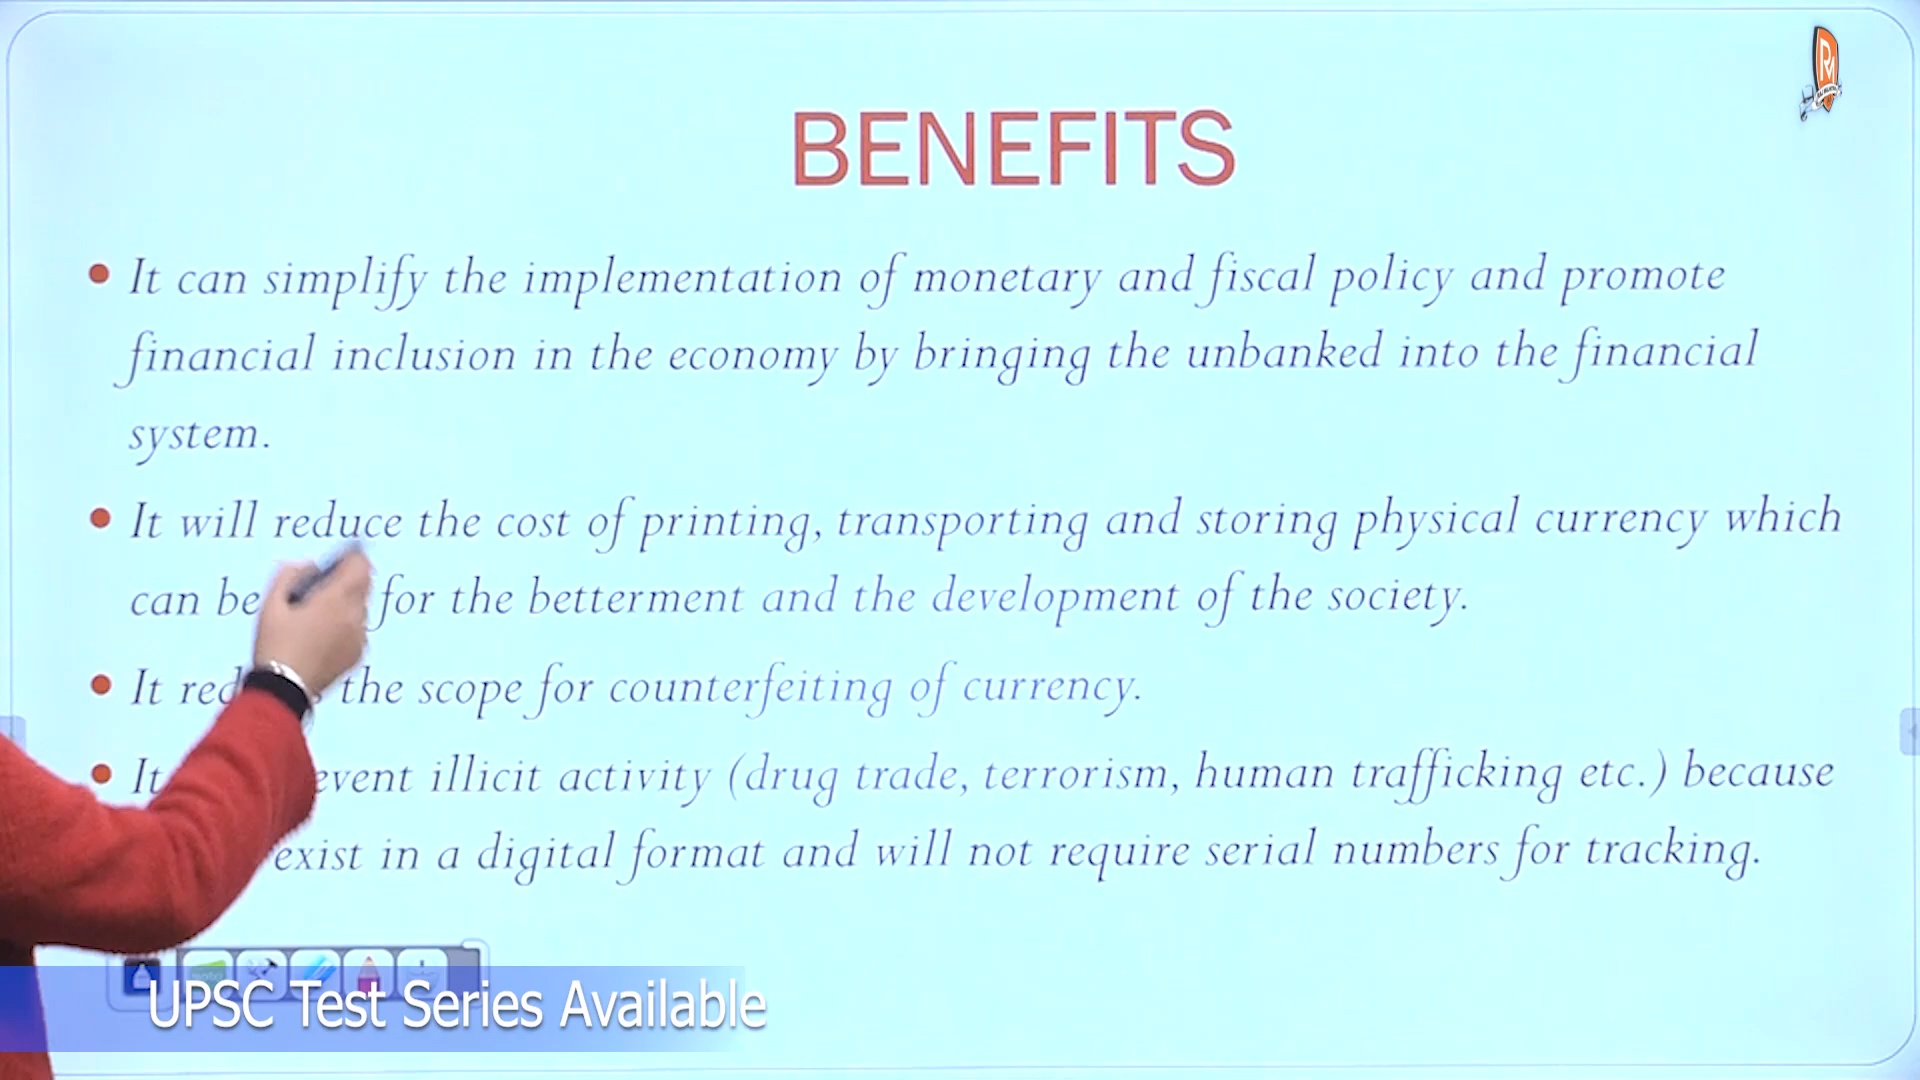 BENEFITS
It can simplify the implementation of monetary and fiscal policy and promote
financial inclusion in the economy by bringing the unbanked into the financial
system.
It will reduce the cost of printing, transporting and storing physical currency which
can be for the betterment and the development of the society.
It the scope for counterfeiting of currency.
It illicit activity (drug trade, terrorism, human trafficking etc.) because
exist in a digital format and will not require serial numbers for tracking.
UPSC Test Series Available